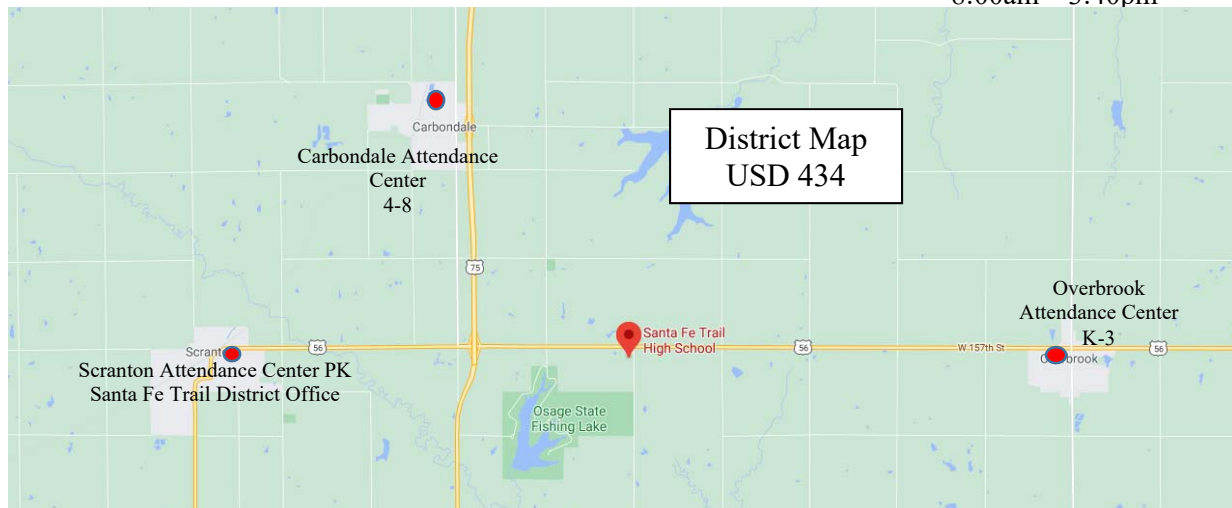 Carbondale
Carbondale Attendance
Center
4-8
District Map
USD 434
75
Overbrook
Attendance Center
K-3
Santa Fe Trail
High School
56
56
W 157th St
56
Scranton Attendance Center PK
Santa Fe Trail District Office
Osage State
Fishing Lake